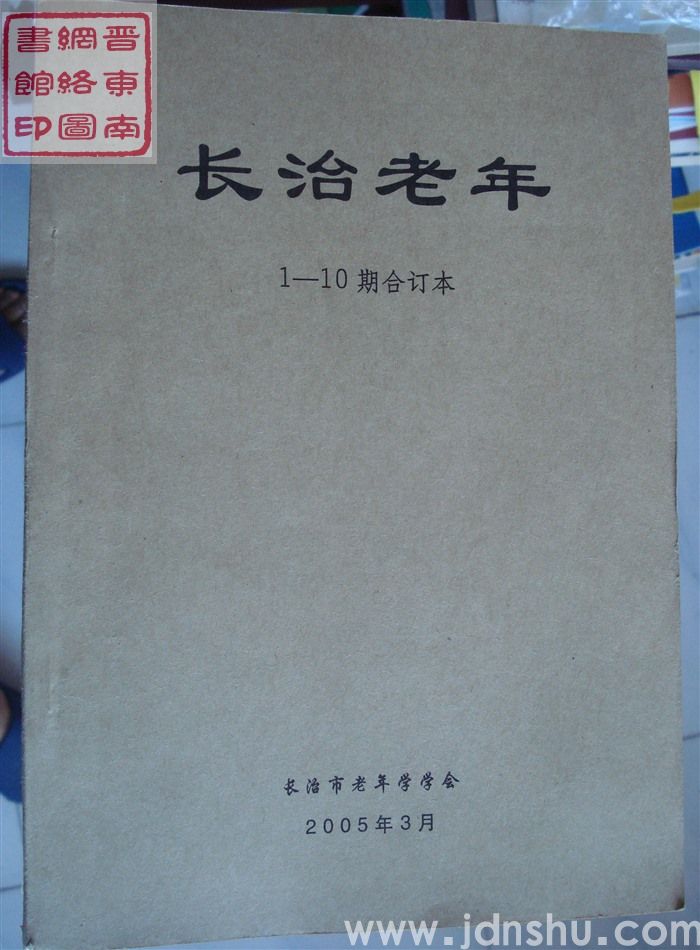 晋東南
網絡圖
書館印
长治老年
1—10期合订本
长治市老年学学会
2005年3月
www.jdnshu.com